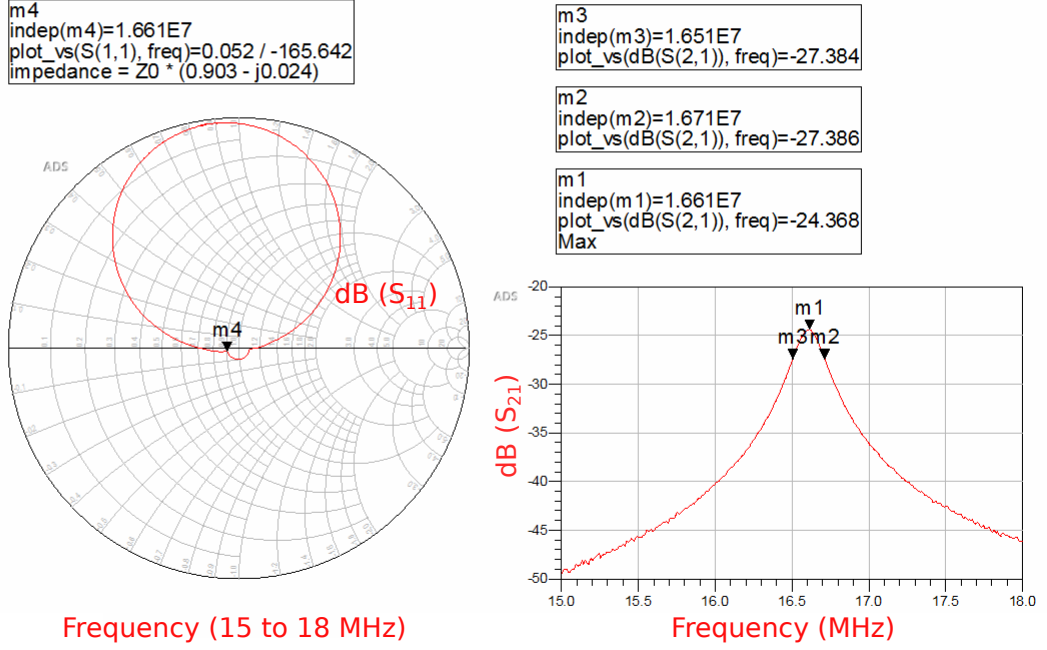 m4
indep(m4)=1.661E7
plot_vs(S(1,1), freq)=0.052 / -165.642
impedance = Z0 * (0.903 - j0.024)
m3
indep(m3)=1.651E7
plot_vs(dB(S(2,1)), freq)=-27.384
m2
indep(m2)=1.671E7
plot_vs(dB(S(2,1)), freq)=-27.386
m1
indep(m1)=1.661E7
plot_vs(dB(S(2,1)), freq)=-24.368
Max
ADS
dB (S11)
m4
Frequency (15 to 18 MHz)
ADS
m1
m3m2
dB (S21)
-20
-25
-30
-35
-40
-45
-50
15.0 15.5 16.0 16.5 17.0 17.5 18.0
Frequency (MHz)